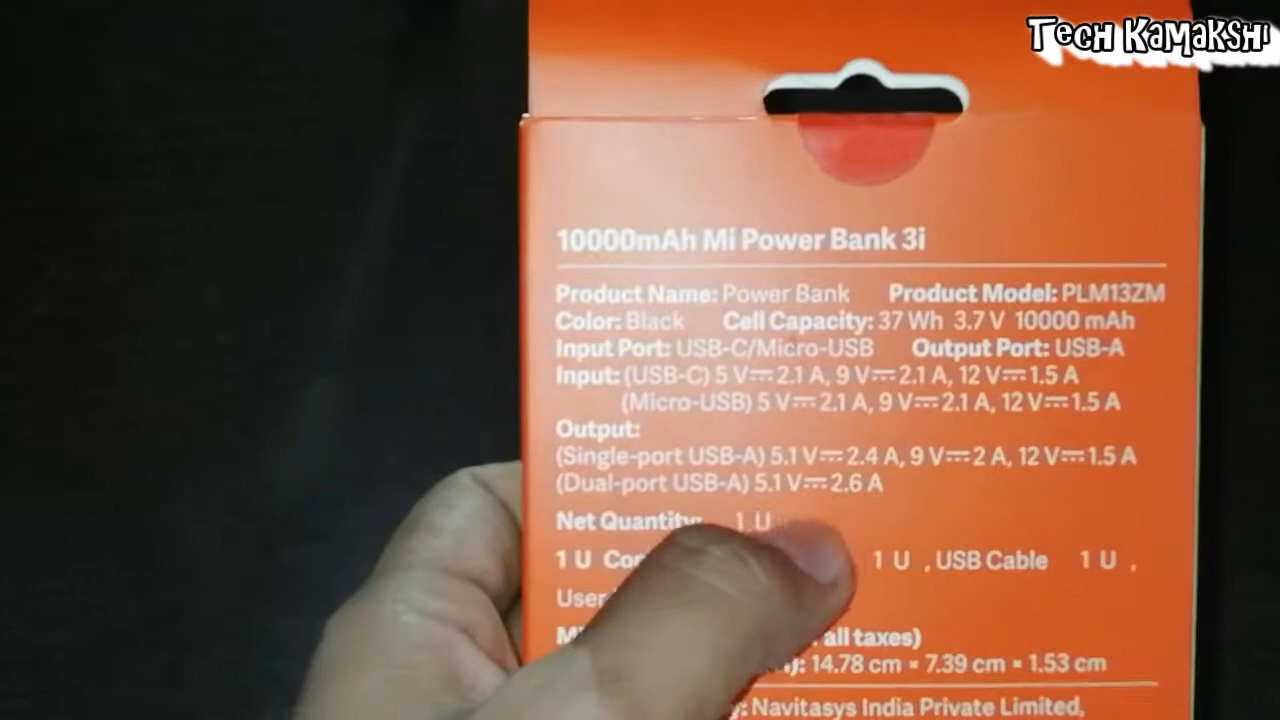 Tech Kamakshi
10000mAh Mi Power Bank 3i
Product Name: Power Bank Product Model: PLM13ZM
Color: Black Cell Capacity: 37 Wh 3.7 V 10000 mAh
Input Port: USB-C/Micro-USB Output Port: USB-A
Input: (USB-C) 5 V⎓2.1 A, 9 V⎓2.1 A, 12 V⎓1.5 A
(Micro-USB) 5 V⎓2.1 A, 9 V⎓2.1 A, 12 V⎓1.5 A
Output:
(Single-port USB-A) 5.1 V⎓2.4 A, 9 V⎓2 A, 12 V⎓1.5 A
(Dual-port USB-A) 5.1 V⎓2.6 A
Net Quantity: 1 U
1 U 1 U , USB Cable 1 U ,
User
all taxes)
14.78 cm × 7.39 cm × 1.53 cm
Navitasys India Private Limited,